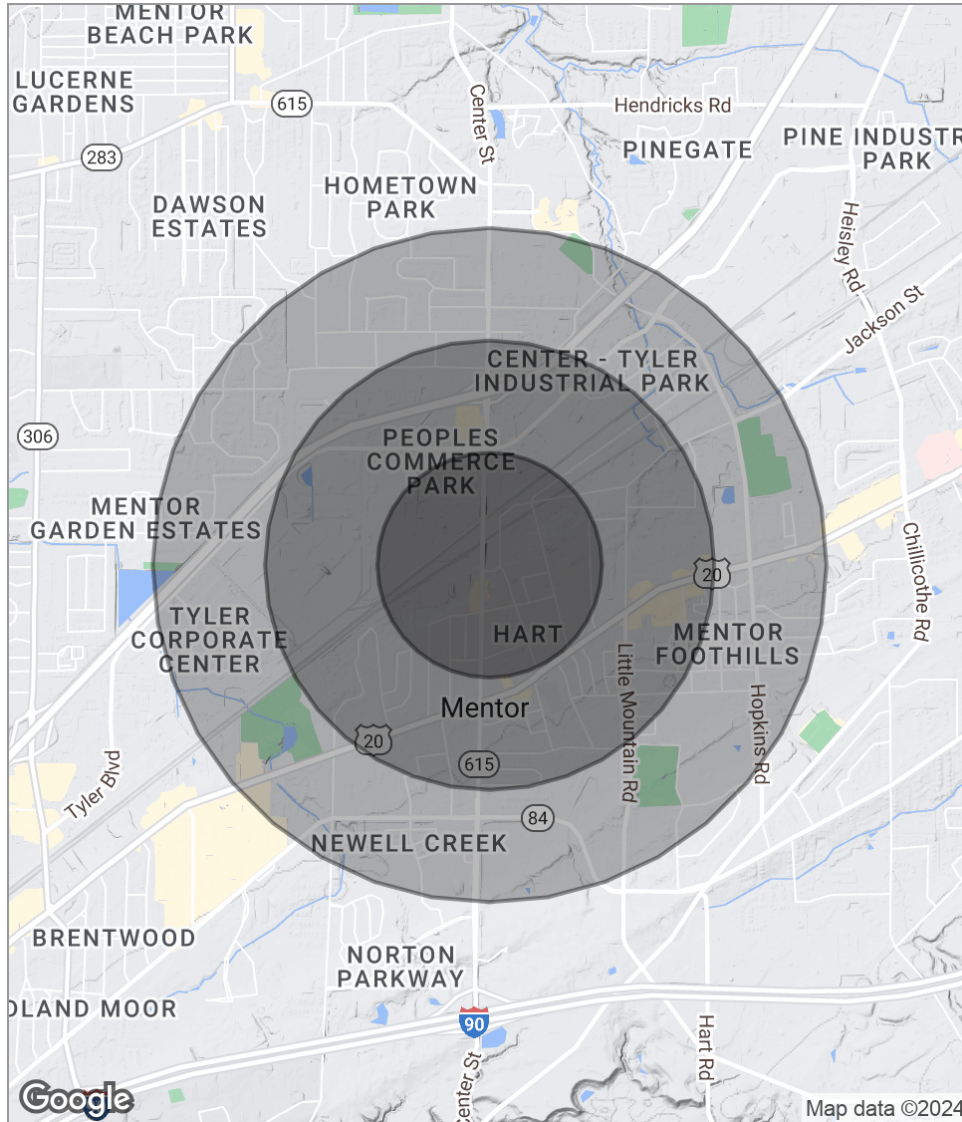 MENTOR
BEACH PARK
LUCERNE
GARDENS
615
Center St
Hendricks Rd
283
PINEGATE
PINE INDUSTR
PARK
HOMETOWN
PARK
DAWSON
ESTATES
Heisley Rd
Jackson St
CENTER - TYLER
INDUSTRIAL PARK
306
PEOPLES
COMMERCE
PARK
MENTOR
GARDEN ESTATES
Chillicothe Rd
20
TYLER
CORPORATE
CENTER
HART
MENTOR
FOOTHILLS
Little Mountain Rd
Hopkins Rd
Mentor
20
615
Tyler Blvd
84
NEWELL CREEK
BRENTWOOD
NORTON
PARKWAY
OLAND MOOR
90
Hart Rd
Center St
Google
Map data ©2024